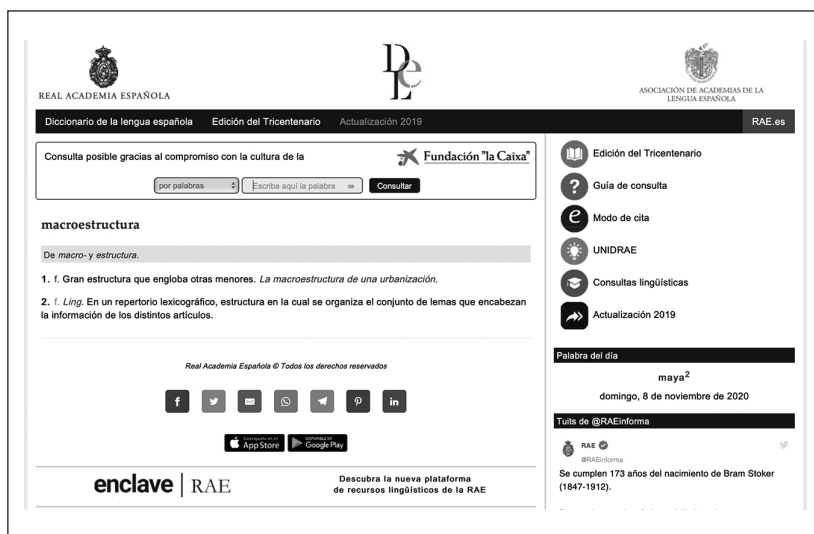 REAL ACADEMIA ESPAÑOLA
DLE
ASOCIACIÓN DE ACADEMIAS DE LA
LENGUA ESPAÑOLA
Diccionario de la lengua española Edición del Tricentenario Actualización 2019 RAE.es
Consulta posible gracias al compromiso con la cultura de la Fundación "la Caixa"
por palabras Escriba aquí la palabra Consultar
macroestructura
De macro- y estructura.
1. f. Gran estructura que engloba otras menores. La macroestructura de una urbanización.
2. f. Ling. En un repertorio lexicográfico, estructura en la cual se organiza el conjunto de lemas que encabezan
la información de los distintos artículos.
Real Academia Española © Todos los derechos reservados
Consíguelo en el
App Store
DISPONIBLE EN
Google Play
enclave RAE
Descubra la nueva plataforma
de recursos lingüísticos de la RAE
Edición del Tricentenario
Guía de consulta
Modo de cita
UNIDRAE
Consultas lingüísticas
Actualización 2019
Palabra del día
maya²
domingo, 8 de noviembre de 2020
Tuits de @RAEinforma
RAE
@RAEinforma
Se cumplen 173 años del nacimiento de Bram Stoker
(1847-1912).